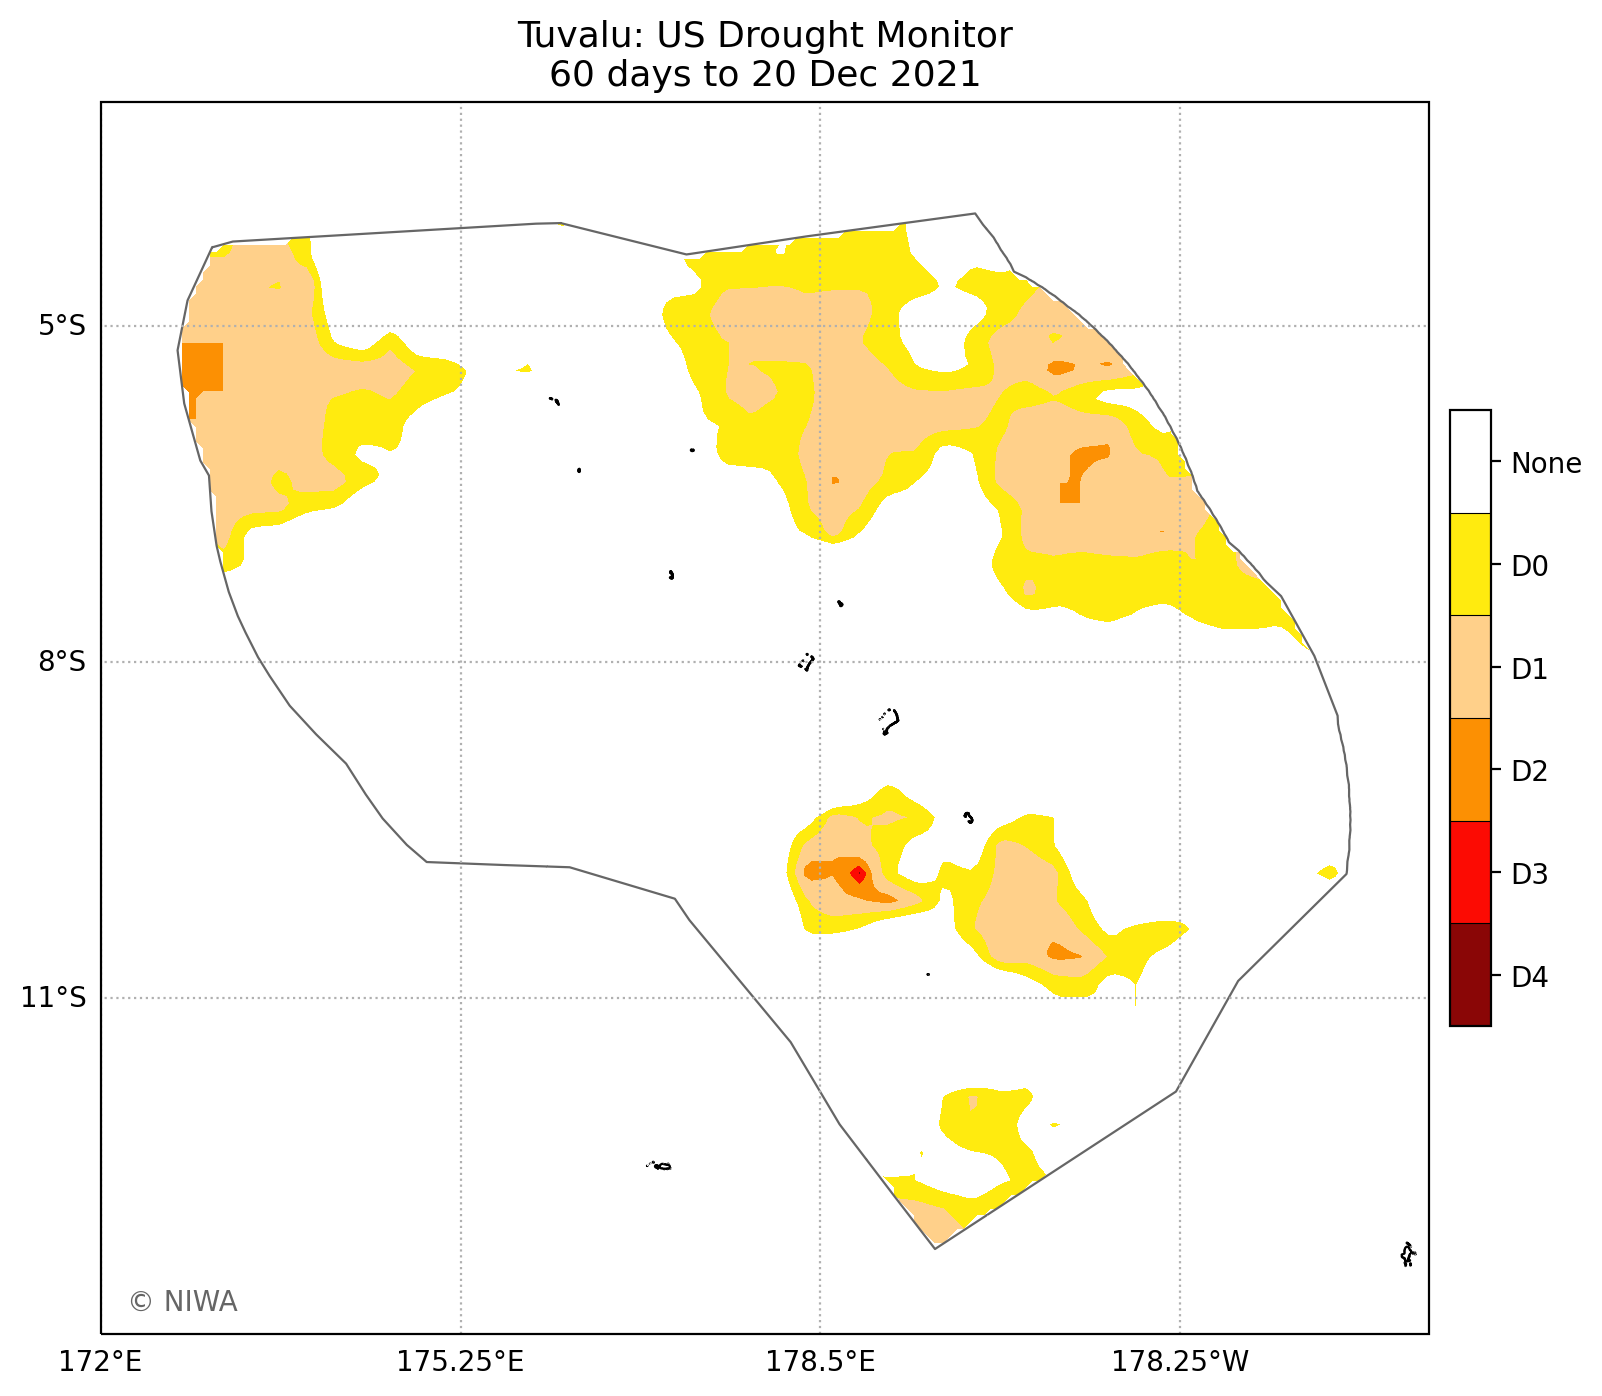 Tuvalu: US Drought Monitor
60 days to 20 Dec 2021
5°S
8°S
11°S
172°E
175.25°E
178.5°E
178.25°W
None
D0
D1
D2
D3
D4
© NIWA